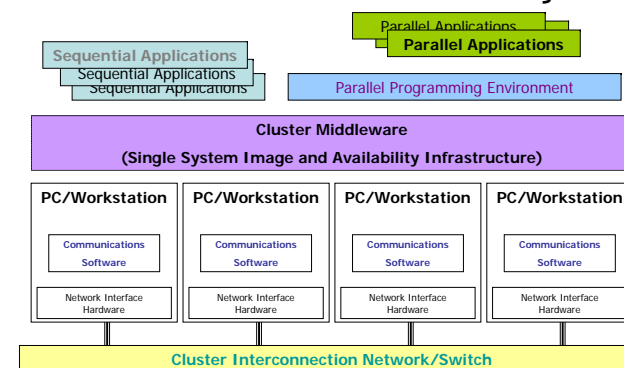 Parallel Applications
Parallel Applications
Sequential Applications
Sequential Applications
Sequential Applications
Parallel Programming Environment
Cluster Middleware
(Single System Image and Availability Infrastructure)
PC/Workstation
PC/Workstation
PC/Workstation
PC/Workstation
Communications
Software
Communications
Software
Communications
Software
Communications
Software
Network Interface
Hardware
Network Interface
Hardware
Network Interface
Hardware
Network Interface
Hardware
Cluster Interconnection Network/Switch